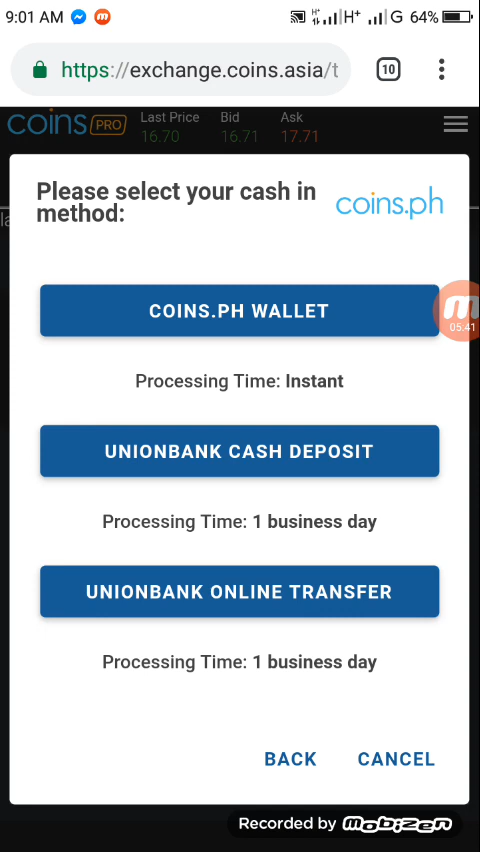 9:01 AM H+ H+ G 64%
https://exchange.coins.asia/t 10
coins PRO Last Price Bid Ask
16.70 16.71 17.71
la
Please select your cash in
method:
coins.ph
COINS.PH WALLET
05:41
Processing Time: Instant
UNIONBANK CASH DEPOSIT
Processing Time: 1 business day
UNIONBANK ONLINE TRANSFER
Processing Time: 1 business day
BACK CANCEL
Recorded by mobizen